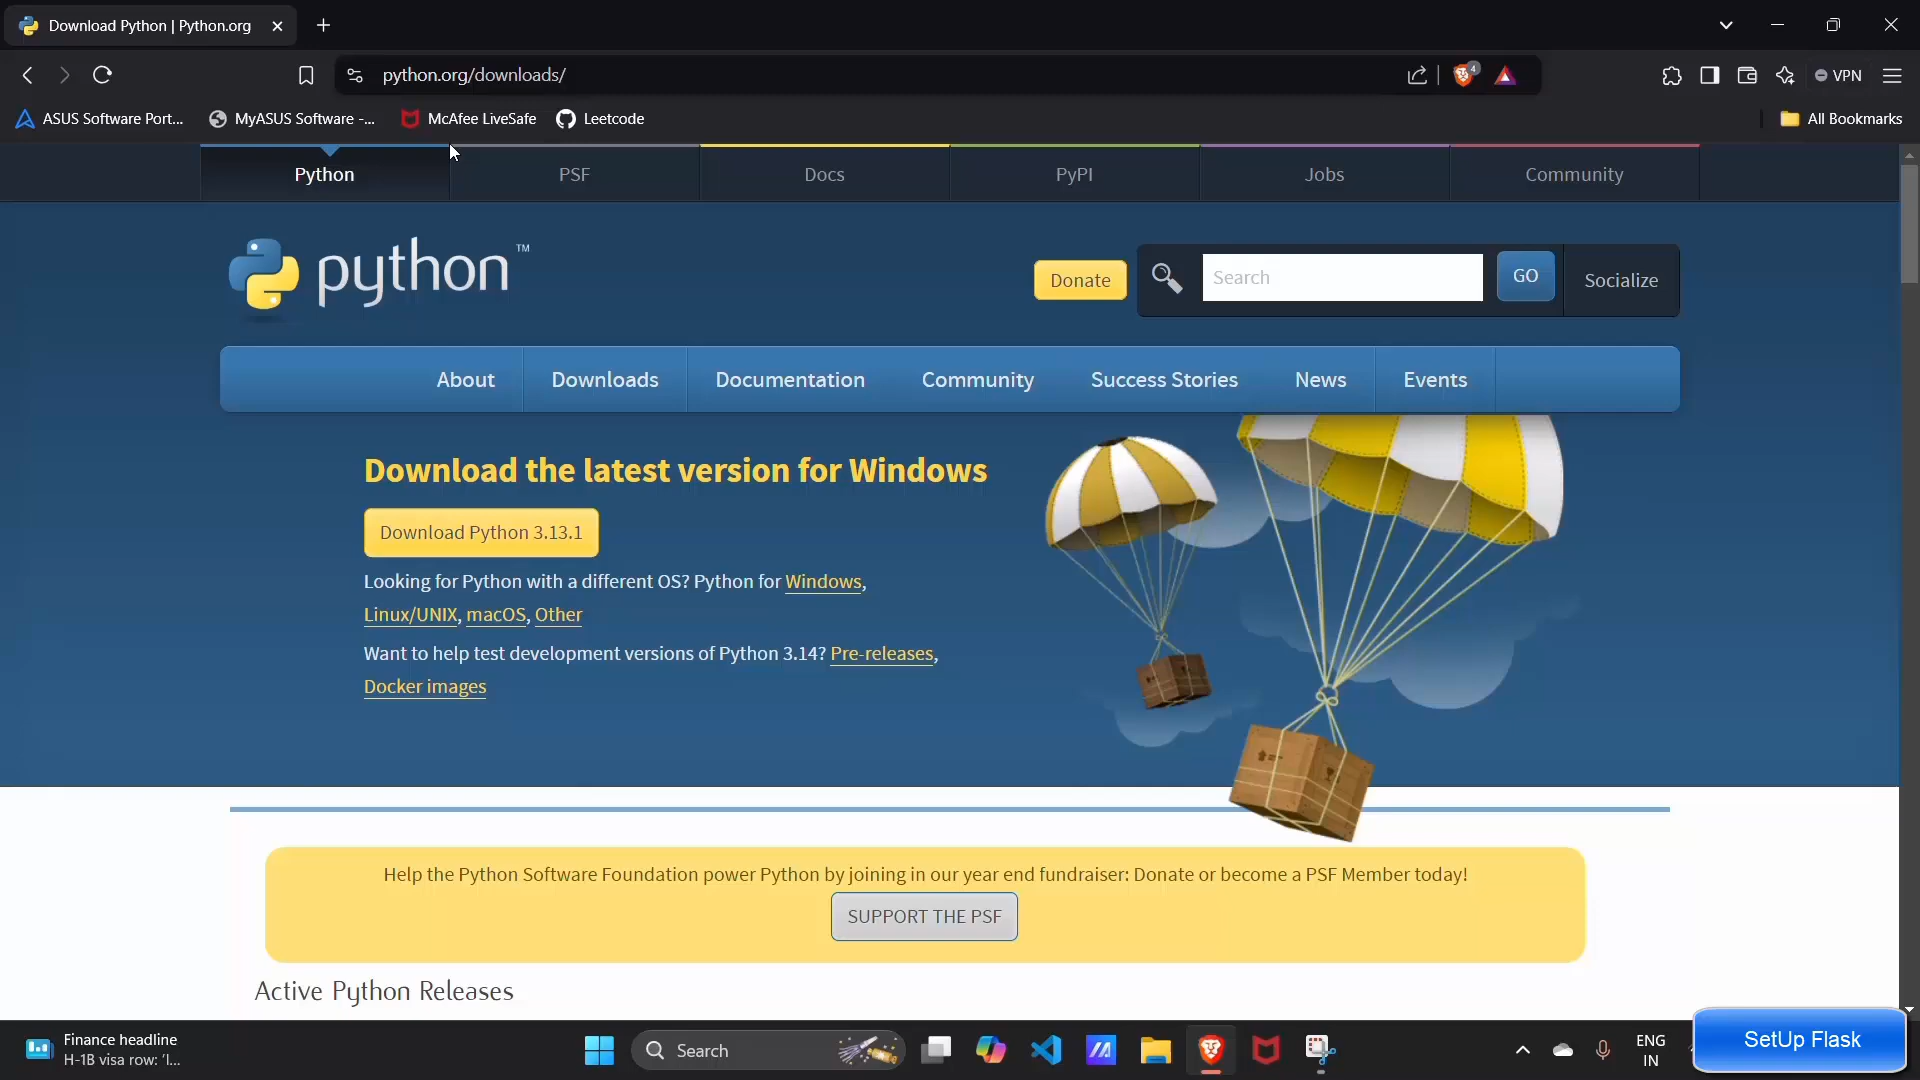 Download Python | Python.org
python.org/downloads/
4
VPN
ASUS Software Port...
MyASUS Software -...
McAfee LiveSafe
Leetcode
All Bookmarks
Python
PSF
Docs
PyPI
Jobs
Community
python™
Donate
Search
GO
Socialize
About
Downloads
Documentation
Community
Success Stories
News
Events
Download the latest version for Windows
Download Python 3.13.1
Looking for Python with a different OS? Python for Windows,
Linux/UNIX, macOS, Other
Want to help test development versions of Python 3.14? Pre-releases,
Docker images
Help the Python Software Foundation power Python by joining in our year end fundraiser: Donate or become a PSF Member today!
SUPPORT THE PSF
Active Python Releases
Finance headline
H-1B visa row: 'I...
Search
ENG
IN
SetUp Flask